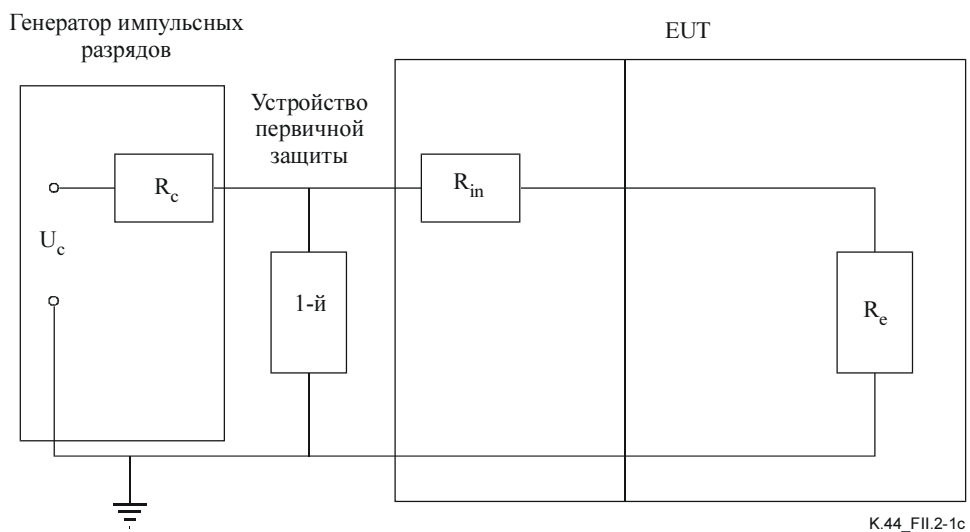 Генератор импульсных
разрядов
EUT
Устройство
первичной
защиты
R_c
R_in
U_c
1-й
R_e
K.44_FII.2-1c